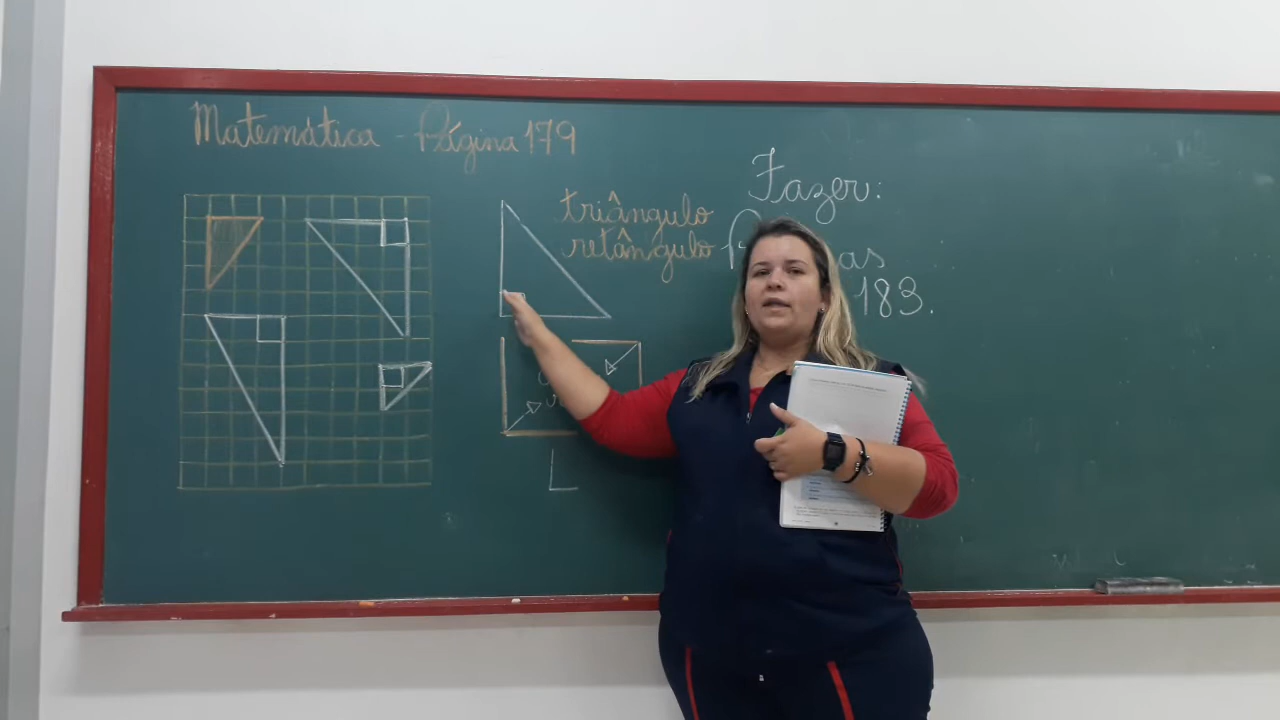 Matemática - Página 179
triângulo
retângulo
Fazer:
183.